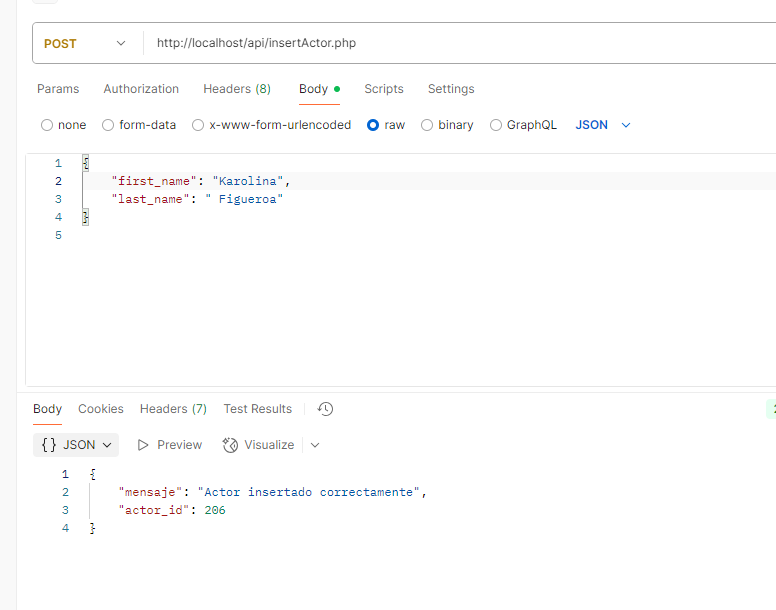 POST http://localhost/api/insertActor.php
Params Authorization Headers (8) Body Scripts Settings
none form-data x-www-form-urlencoded raw binary GraphQL JSON
1 {
2 "first_name": "Karolina",
3 "last_name": " Figueroa"
4 }
5
Body Cookies Headers (7) Test Results
{} JSON Preview Visualize
1 {
2 "mensaje": "Actor insertado correctamente",
3 "actor_id": 206
4 }